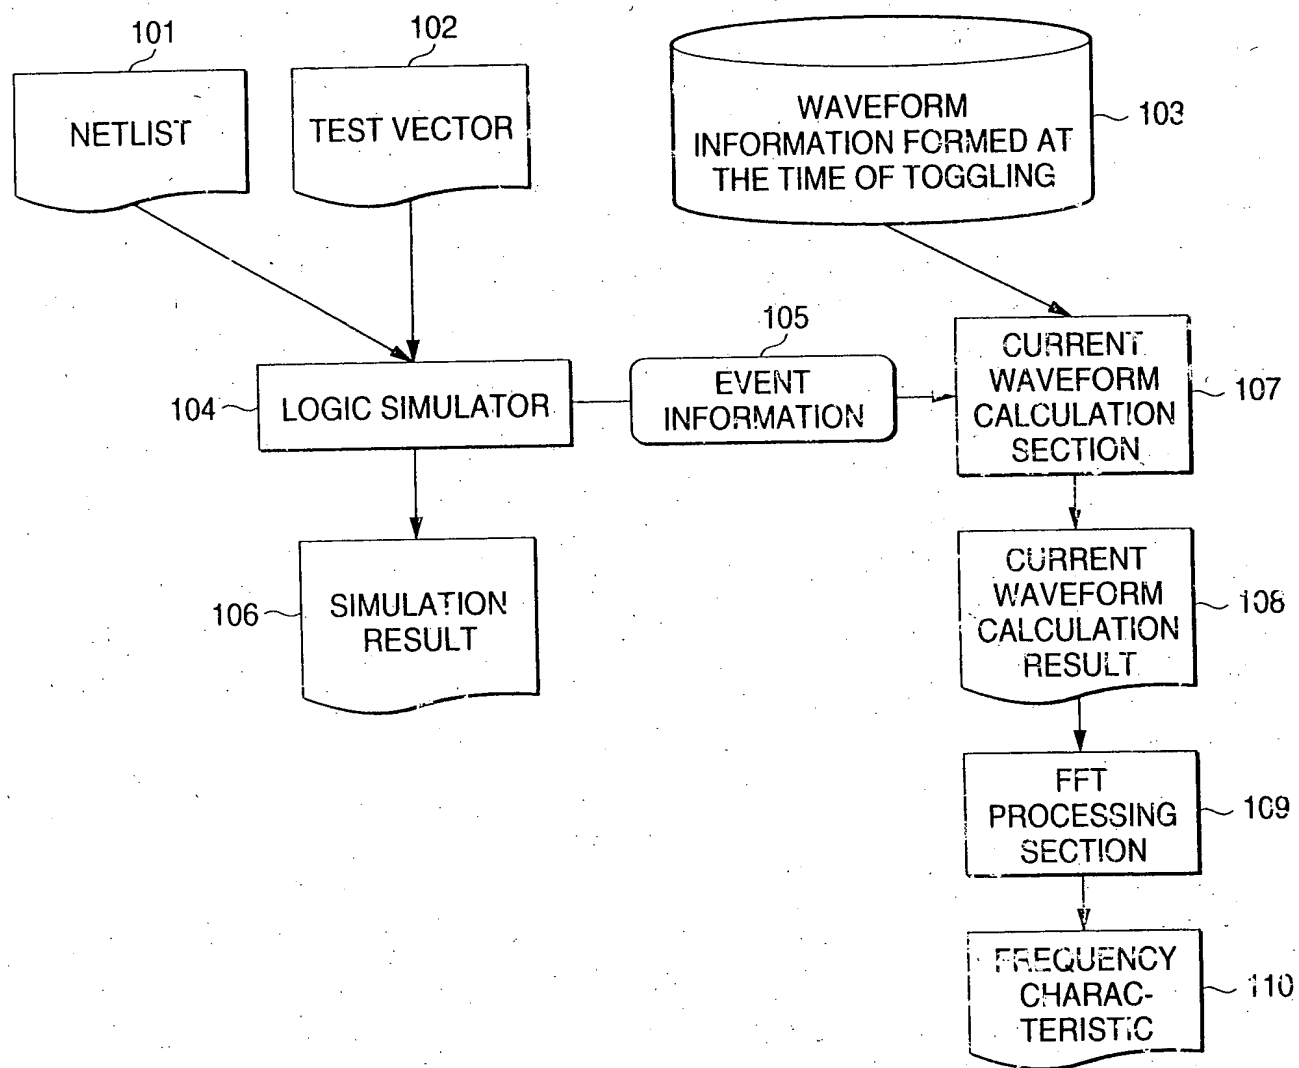 101
102
NETLIST
TEST VECTOR
WAVEFORM
INFORMATION FORMED AT
THE TIME OF TOGGLING
103
104
LOGIC SIMULATOR
105
EVENT
INFORMATION
CURRENT
WAVEFORM
CALCULATION
SECTION
107
106
SIMULATION
RESULT
CURRENT
WAVEFORM
CALCULATION
RESULT
108
FFT
PROCESSING
SECTION
109
FREQUENCY
CHARAC-
TERISTIC
110